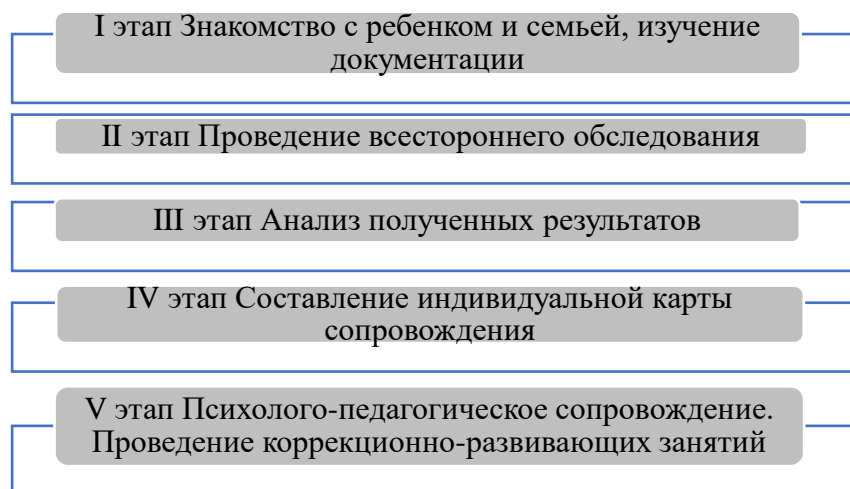 I этап Знакомство с ребенком и семьей, изучение
документации
II этап Проведение всестороннего обследования
III этап Анализ полученных результатов
IV этап Составление индивидуальной карты
сопровождения
V этап Психолого-педагогическое сопровождение.
Проведение коррекционно-развивающих занятий